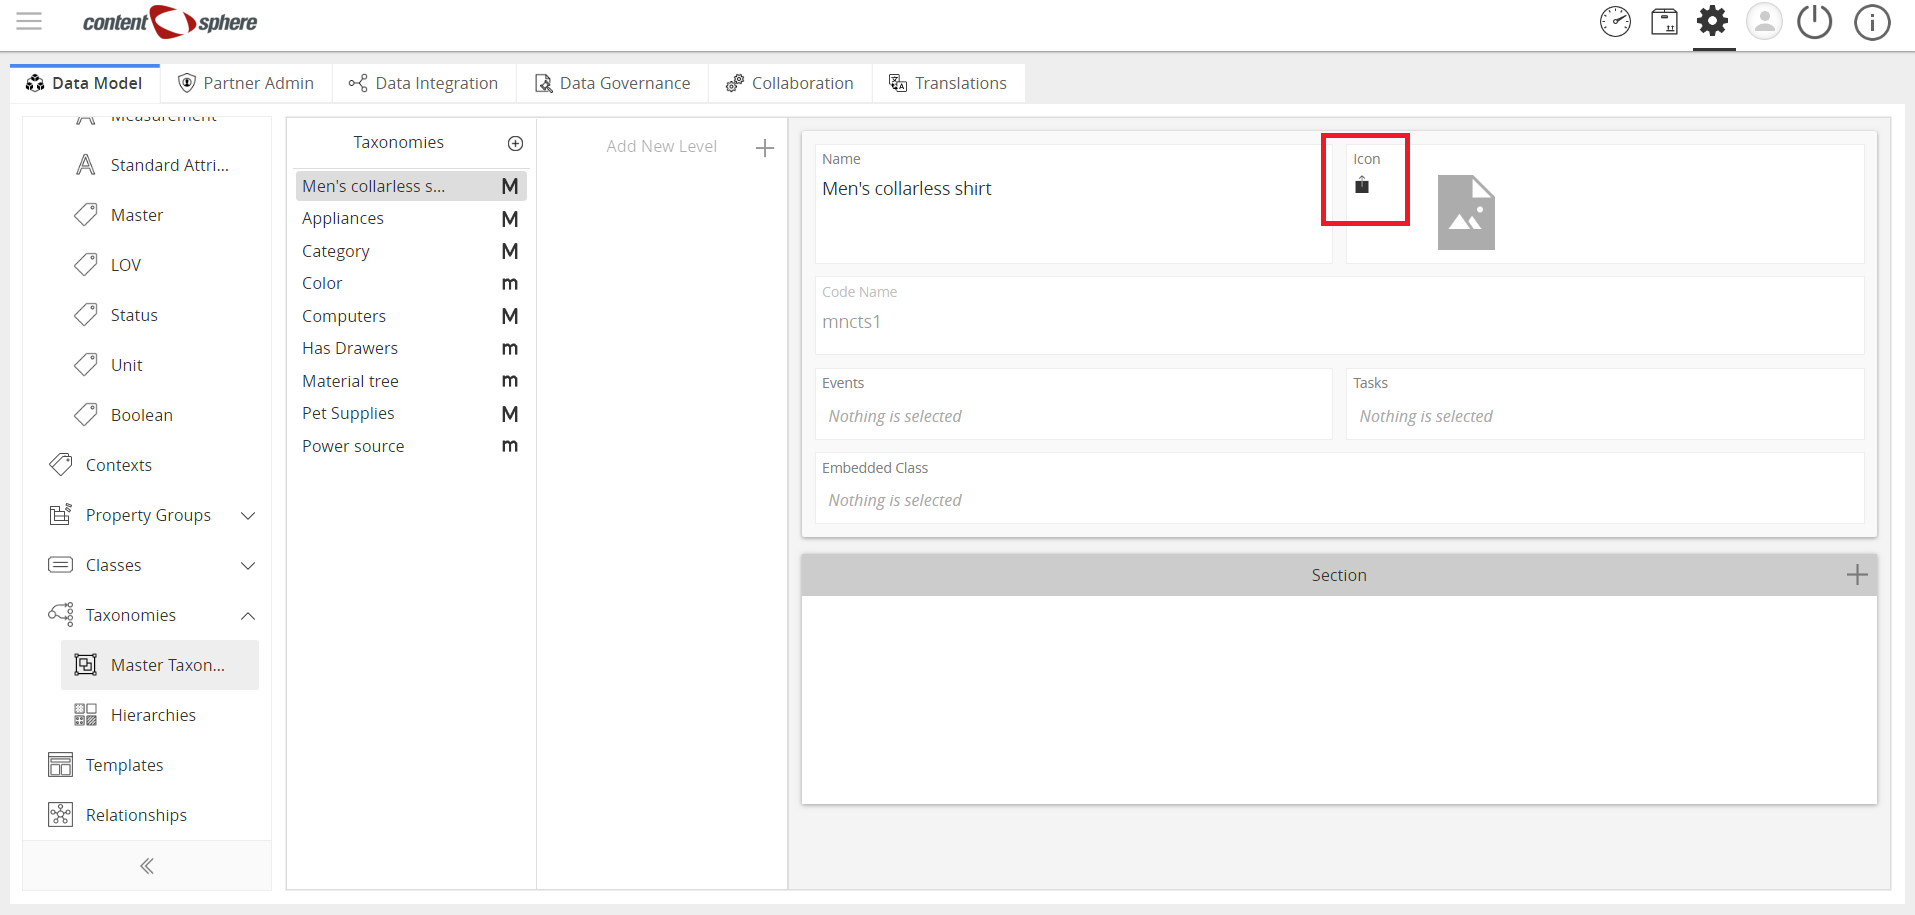 content sphere
Data Model
Partner Admin
Data Integration
Data Governance
Collaboration
Translations
Measurement
Standard Attri...
Master
LOV
Status
Unit
Boolean
Contexts
Property Groups
Classes
Taxonomies
Master Taxon...
Hierarchies
Templates
Relationships
Taxonomies
Men's collarless s... M
Appliances M
Category M
Color m
Computers M
Has Drawers m
Material tree m
Pet Supplies M
Power source m
Add New Level
Name
Men's collarless shirt
Icon
Code Name
mncts1
Events
Nothing is selected
Tasks
Nothing is selected
Embedded Class
Nothing is selected
Section